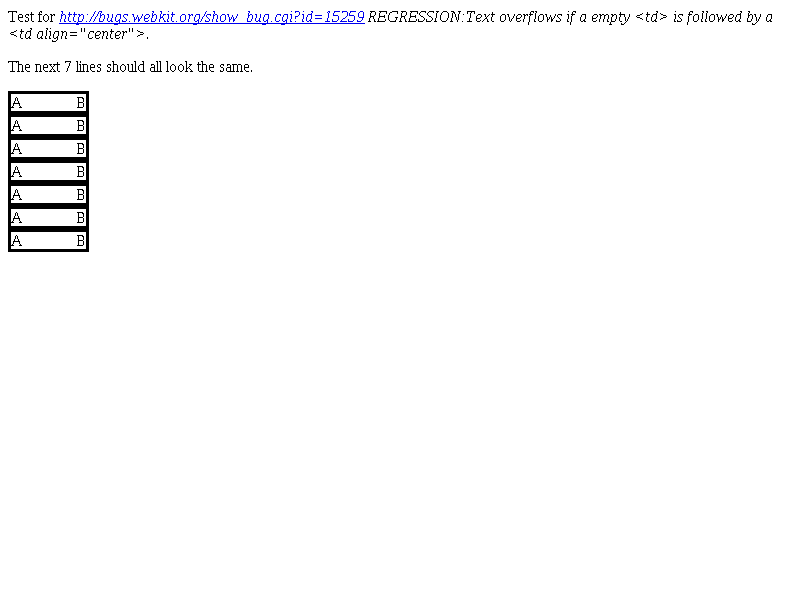 Test for http://bugs.webkit.org/show_bug.cgi?id=15259 REGRESSION:Text overflows if a empty <td> is followed by a
<td align="center">.
The next 7 lines should all look the same.
A B
A B
A B
A B
A B
A B
A B